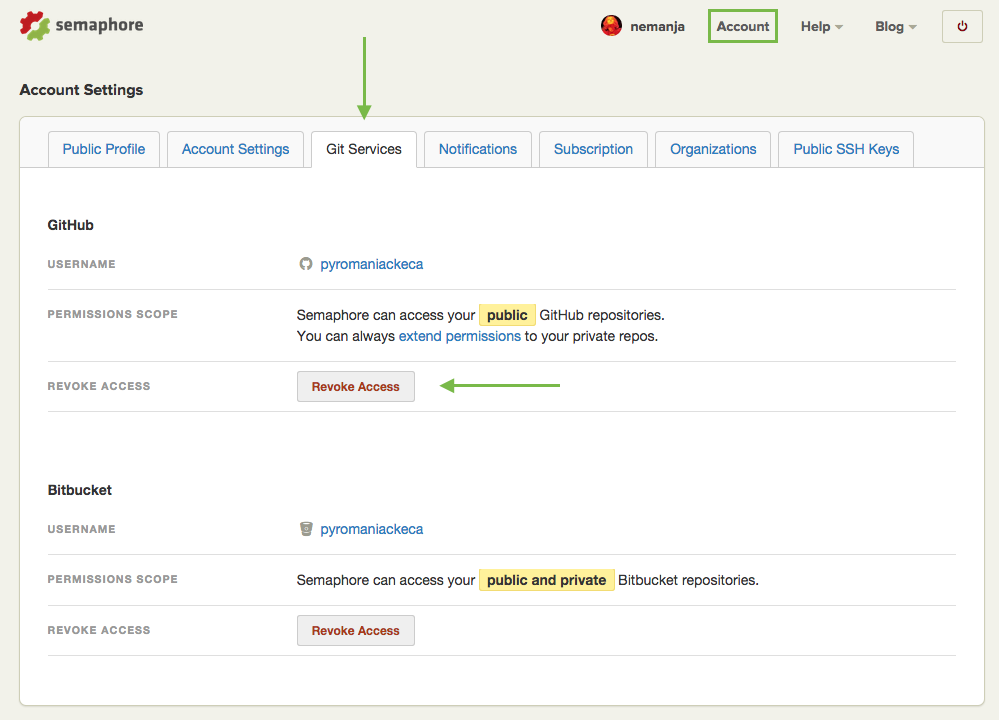 semaphore
nemanja
Account
Help
Blog
Account Settings
Public Profile
Account Settings
Git Services
Notifications
Subscription
Organizations
Public SSH Keys
GitHub
USERNAME
pyromaniackeca
PERMISSIONS SCOPE
Semaphore can access your public GitHub repositories.
You can always extend permissions to your private repos.
REVOKE ACCESS
Revoke Access
Bitbucket
USERNAME
pyromaniackeca
PERMISSIONS SCOPE
Semaphore can access your public and private Bitbucket repositories.
REVOKE ACCESS
Revoke Access